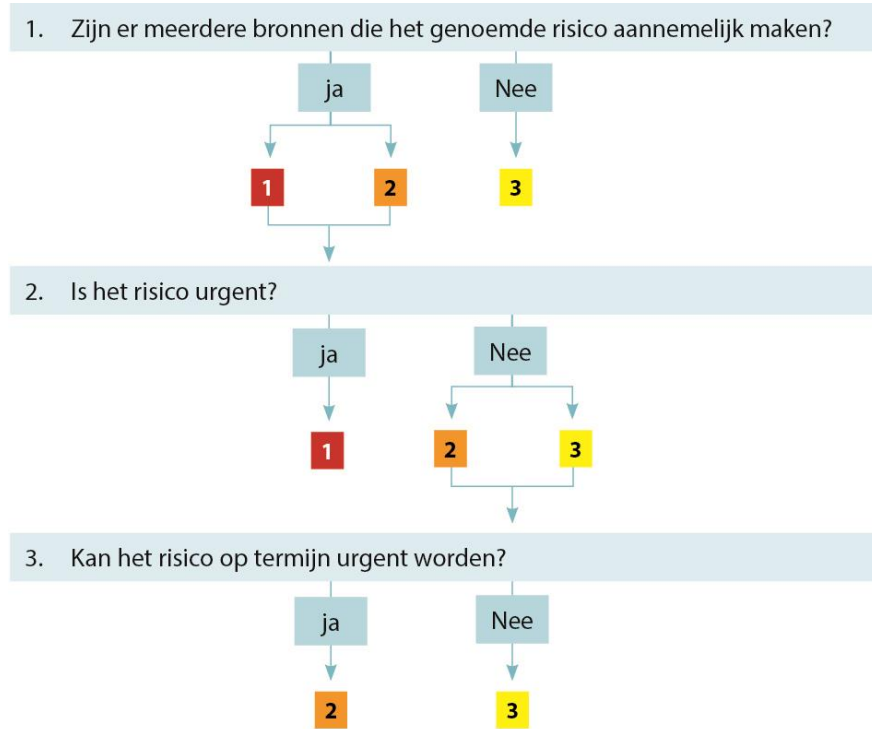 1. Zijn er meerdere bronnen die het genoemde risico aannemelijk maken?
ja Nee
1 2 3
2. Is het risico urgent?
ja Nee
1 2 3
3. Kan het risico op termijn urgent worden?
ja Nee
2 3